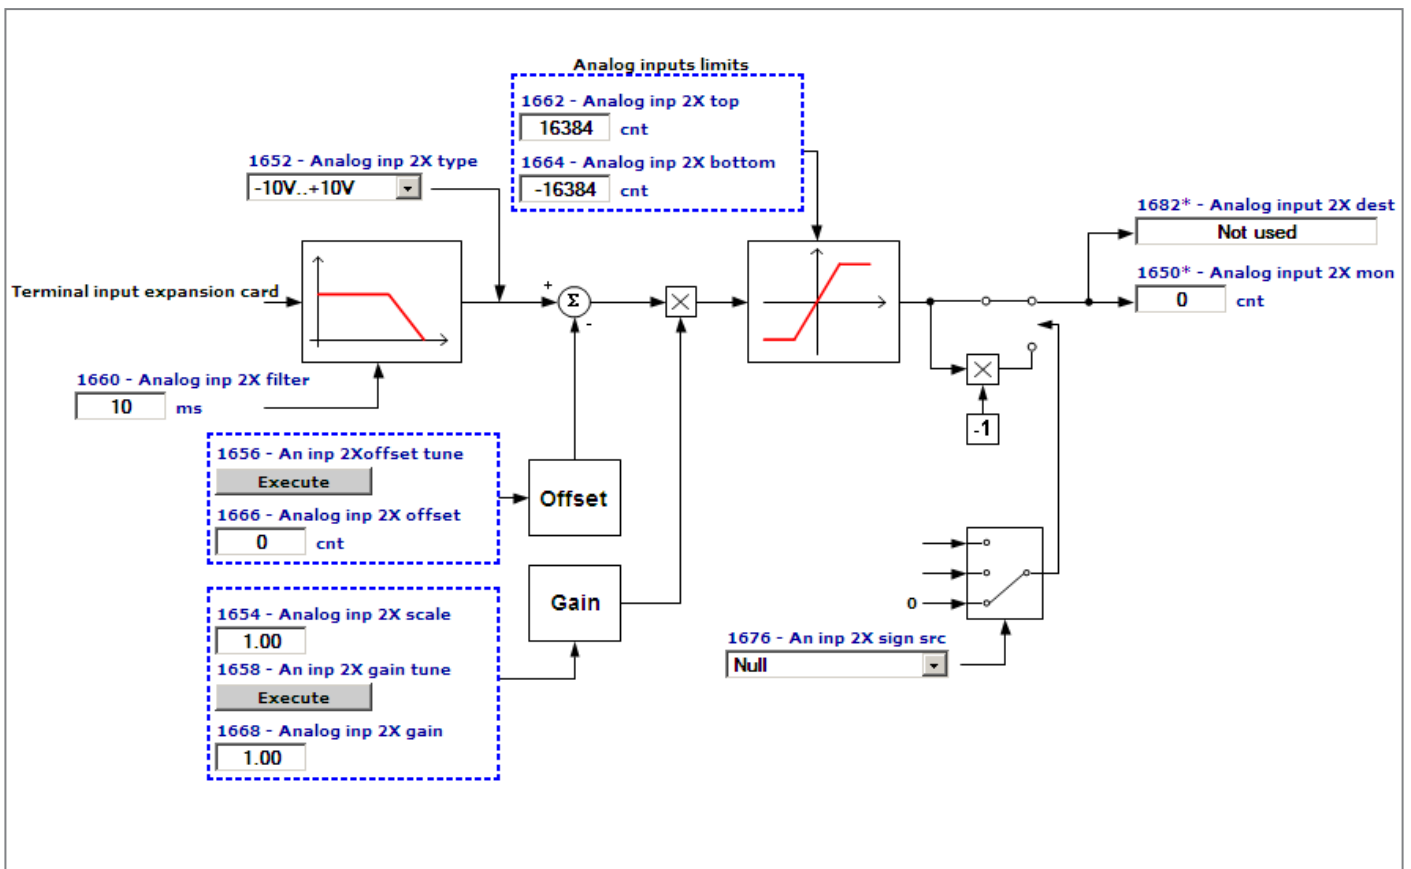 Analog inputs limits
1662 - Analog inp 2X top
16384 cnt
1652 - Analog inp 2X type
-10V..+10V
1664 - Analog inp 2X bottom
-16384 cnt
1682* - Analog input 2X dest
Not used
1650* - Analog input 2X mon
0 cnt
Terminal input expansion card
+
Σ
-
×
1660 - Analog inp 2X filter
10 ms
×
-1
1656 - An inp 2Xoffset tune
Execute
1666 - Analog inp 2X offset
0 cnt
Offset
1654 - Analog inp 2X scale
1.00
1658 - An inp 2X gain tune
Execute
1668 - Analog inp 2X gain
1.00
Gain
0
1676 - An inp 2X sign src
Null